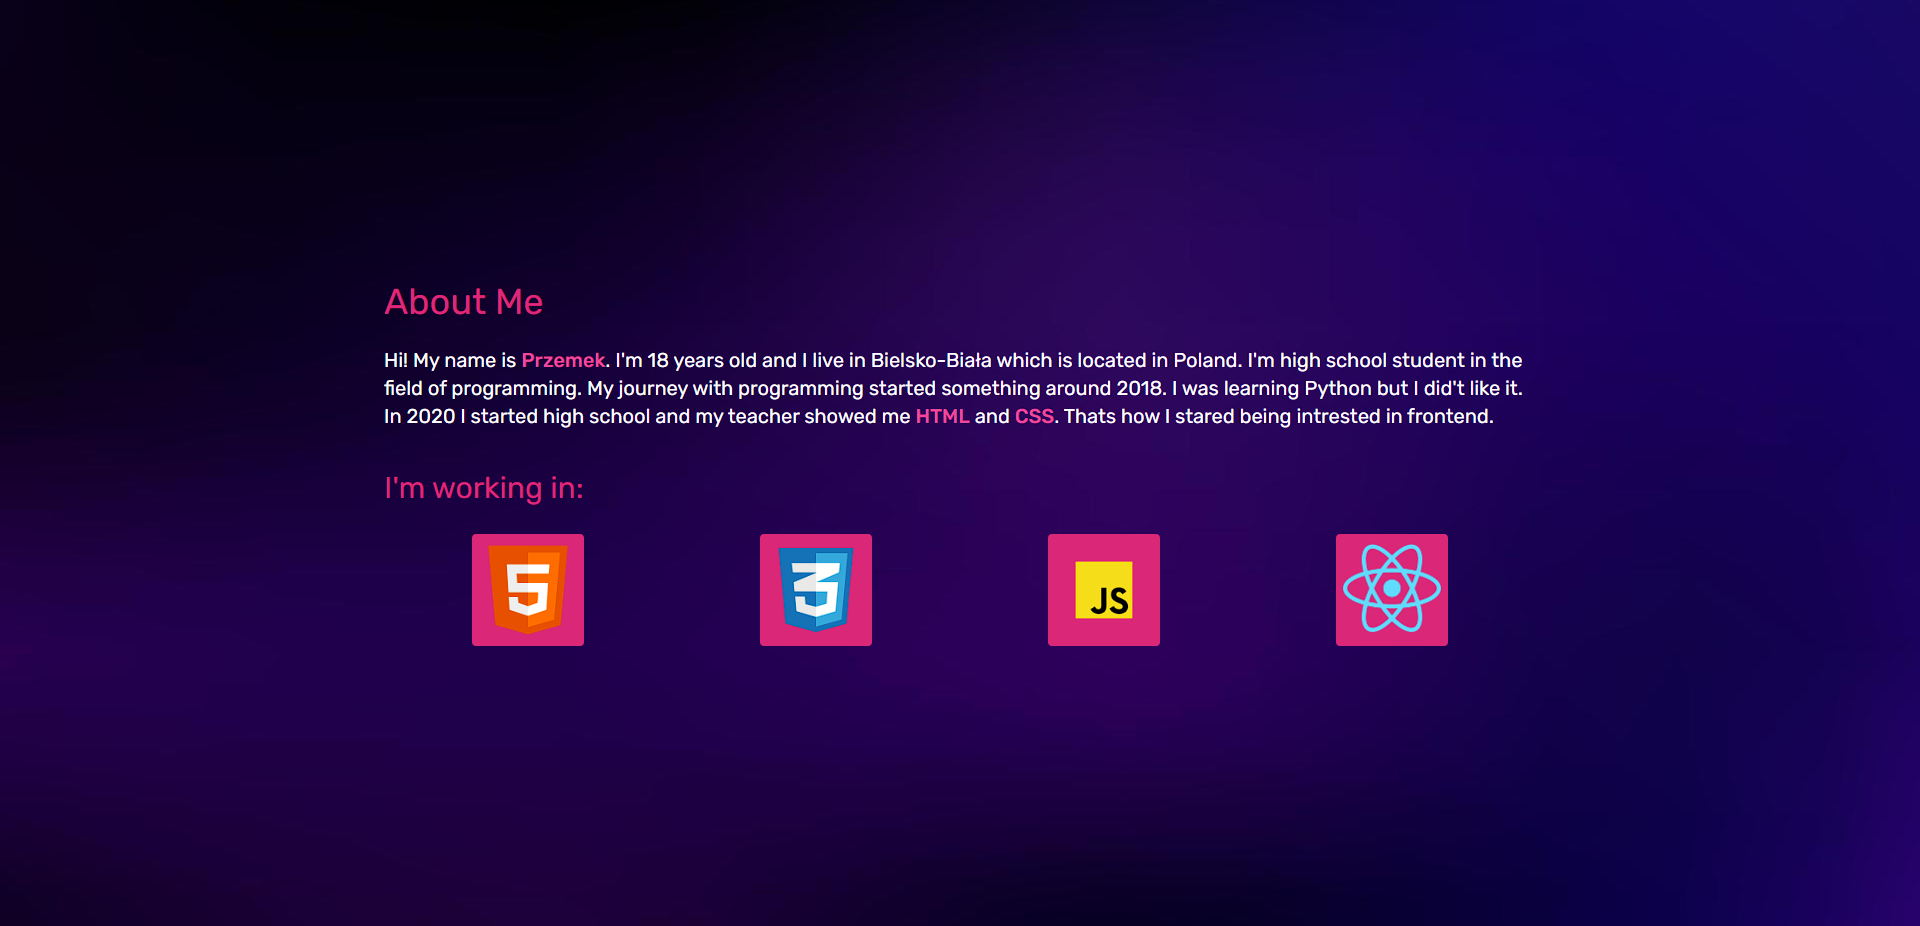 About Me
Hi! My name is Przemek. I'm 18 years old and I live in Bielsko-Biała which is located in Poland. I'm high school student in the
field of programming. My journey with programming started something around 2018. I was learning Python but I did't like it.
In 2020 I started high school and my teacher showed me HTML and CSS. Thats how I stared being intrested in frontend.
I'm working in:
5 3 JS